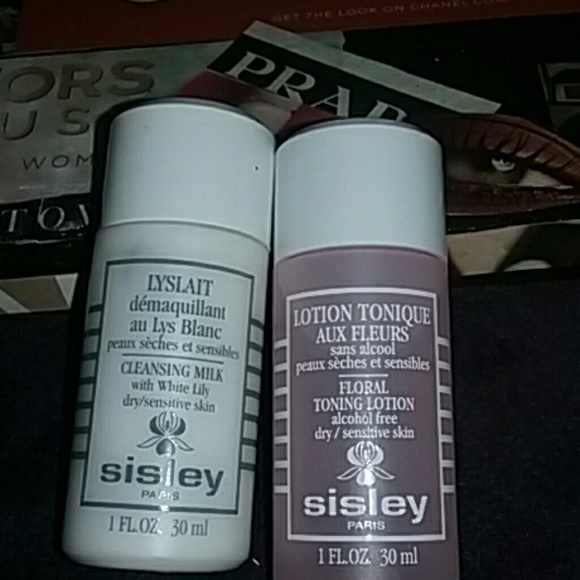 GET THE LOOK ON CHANEL.COM
PRAD
ORS
U S
WOM
TOM
LYSLAIT
démaquillant
au Lys Blanc
peaux sèches et sensibles
CLEANSING MILK
with White Lily
dry/sensitive skin
sisley
PARIS
1 FL.OZ. 30 ml
LOTION TONIQUE
AUX FLEURS
sans alcool
peaux sèches et sensibles
FLORAL
TONING LOTION
alcohol free
dry / sensitive skin
sisley
PARIS
1 FL.OZ. 30 ml